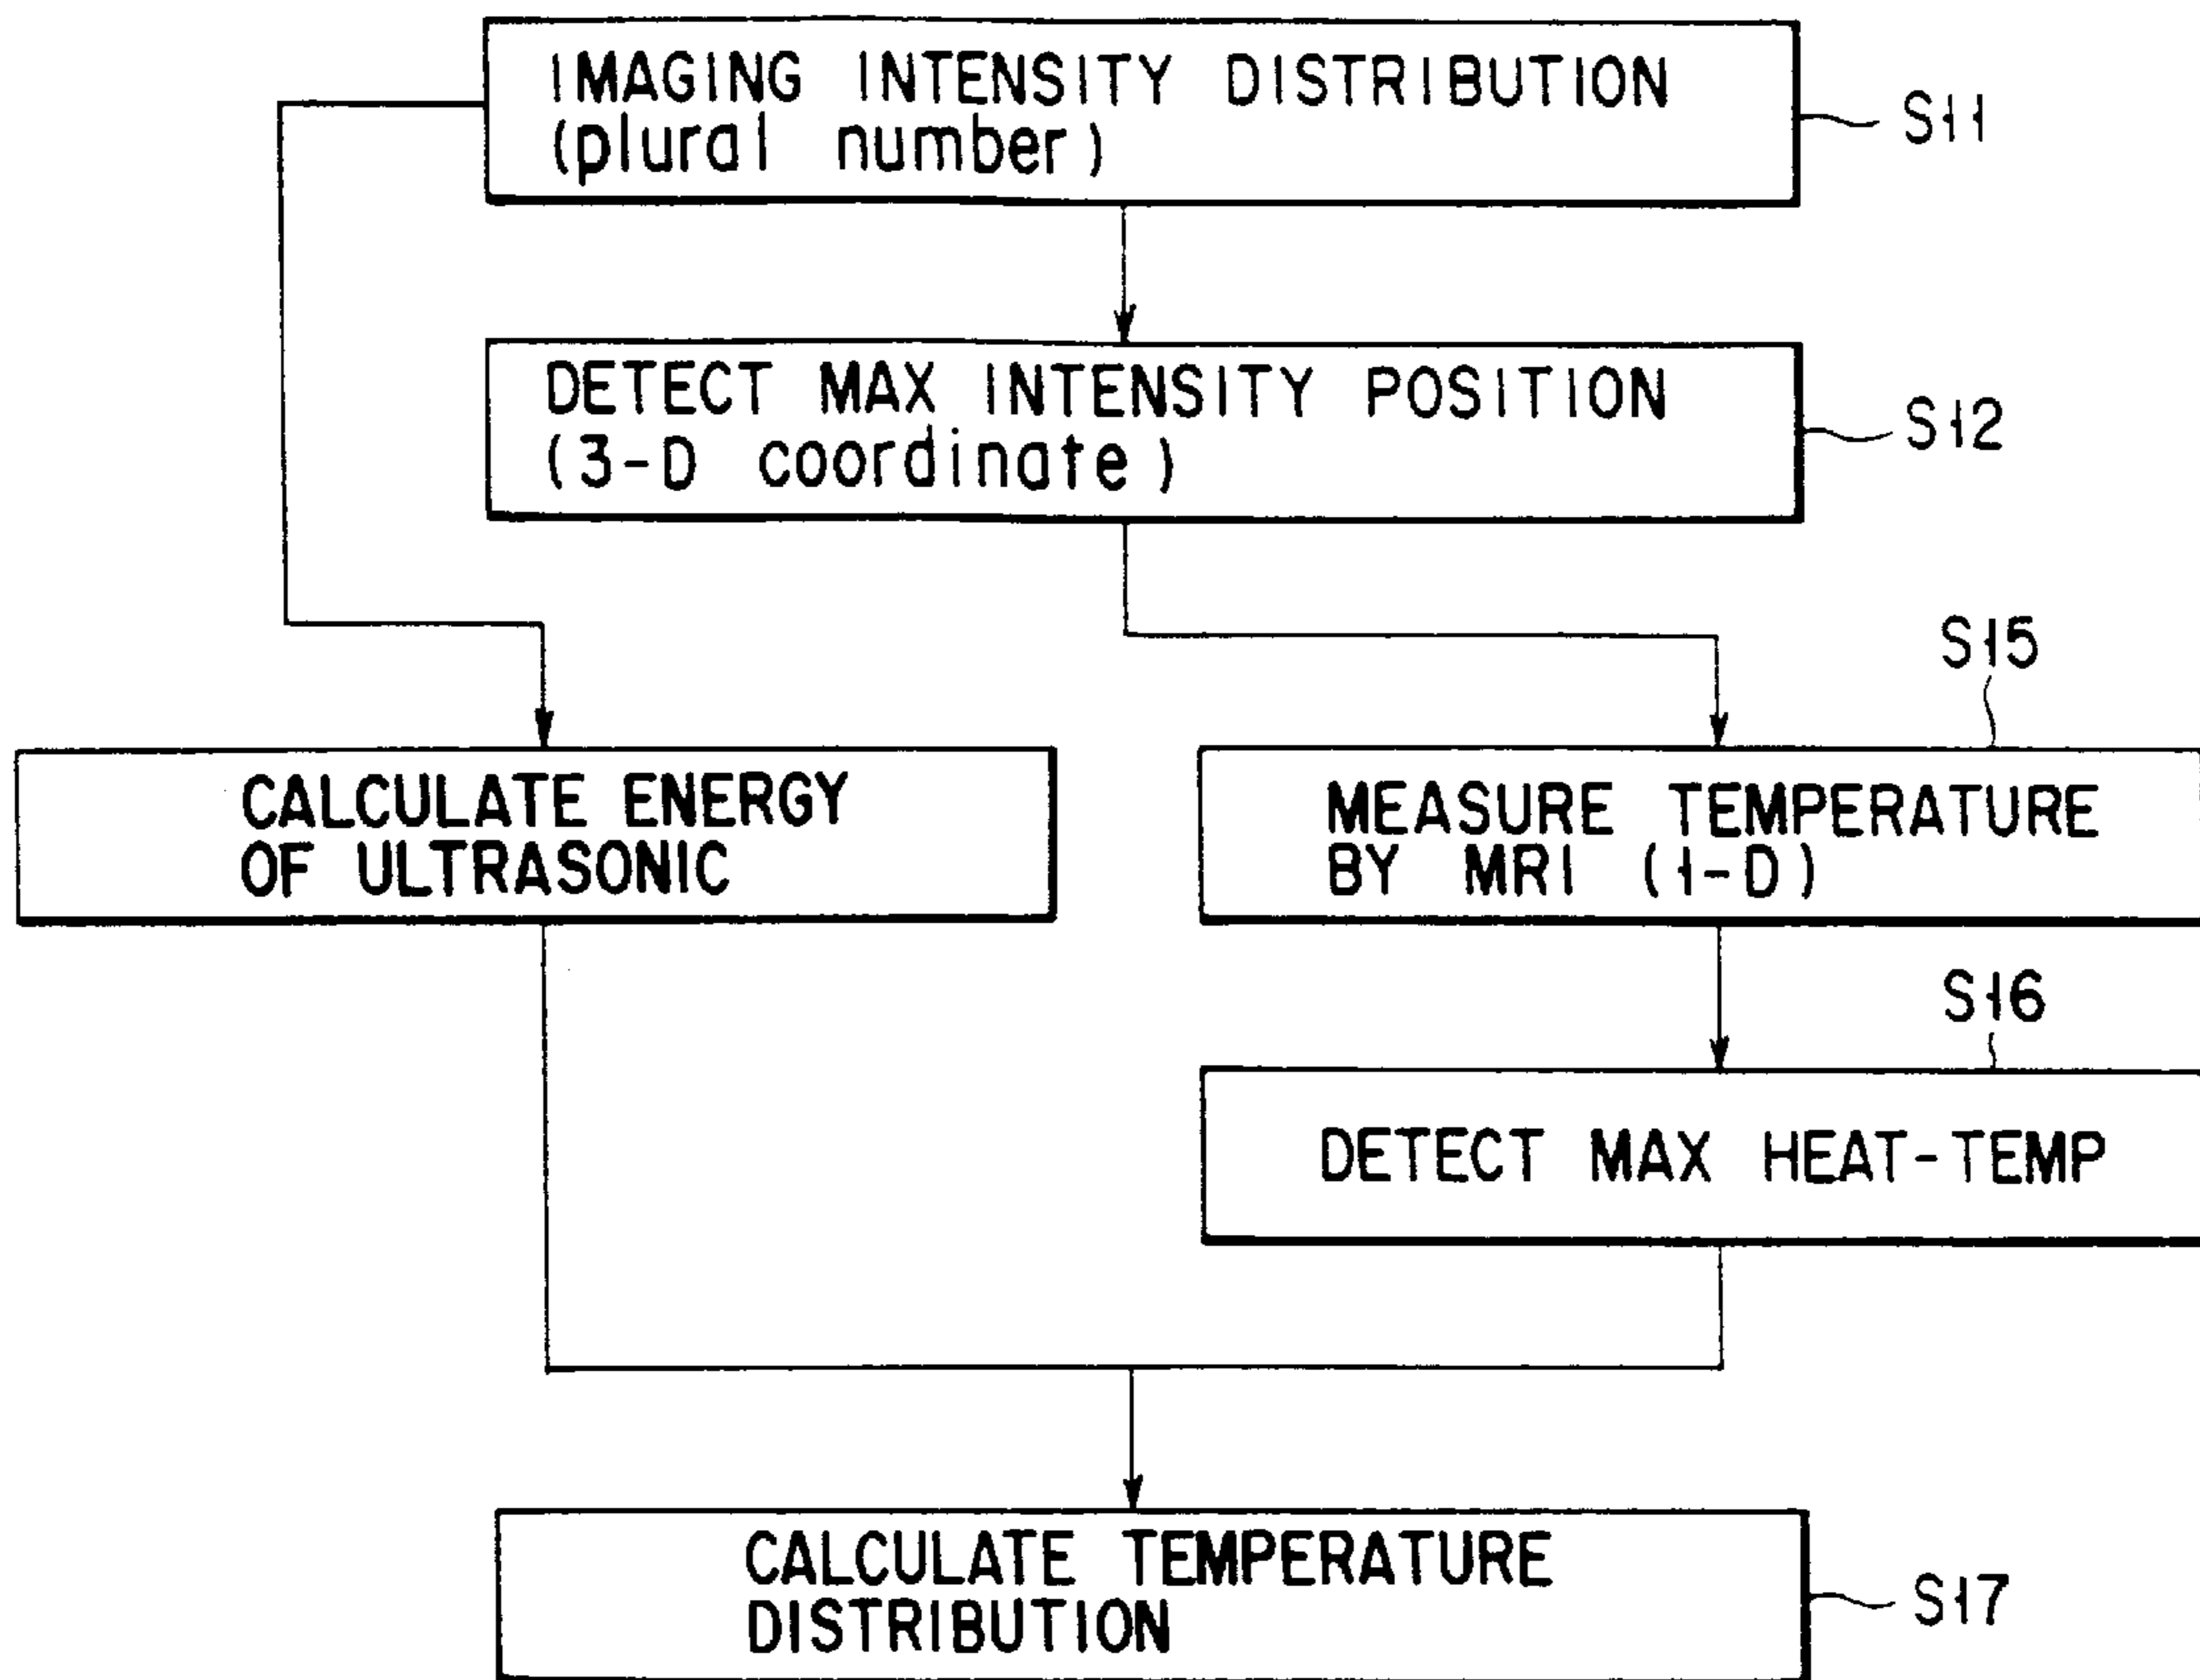 IMAGING INTENSITY DISTRIBUTION
(plural number)
S11
DETECT MAX INTENSITY POSITION
(3-D coordinate)
S12
S15
CALCULATE ENERGY
OF ULTRASONIC
MEASURE TEMPERATURE
BY MRI (1-D)
S16
DETECT MAX HEAT-TEMP
CALCULATE TEMPERATURE
DISTRIBUTION
S17